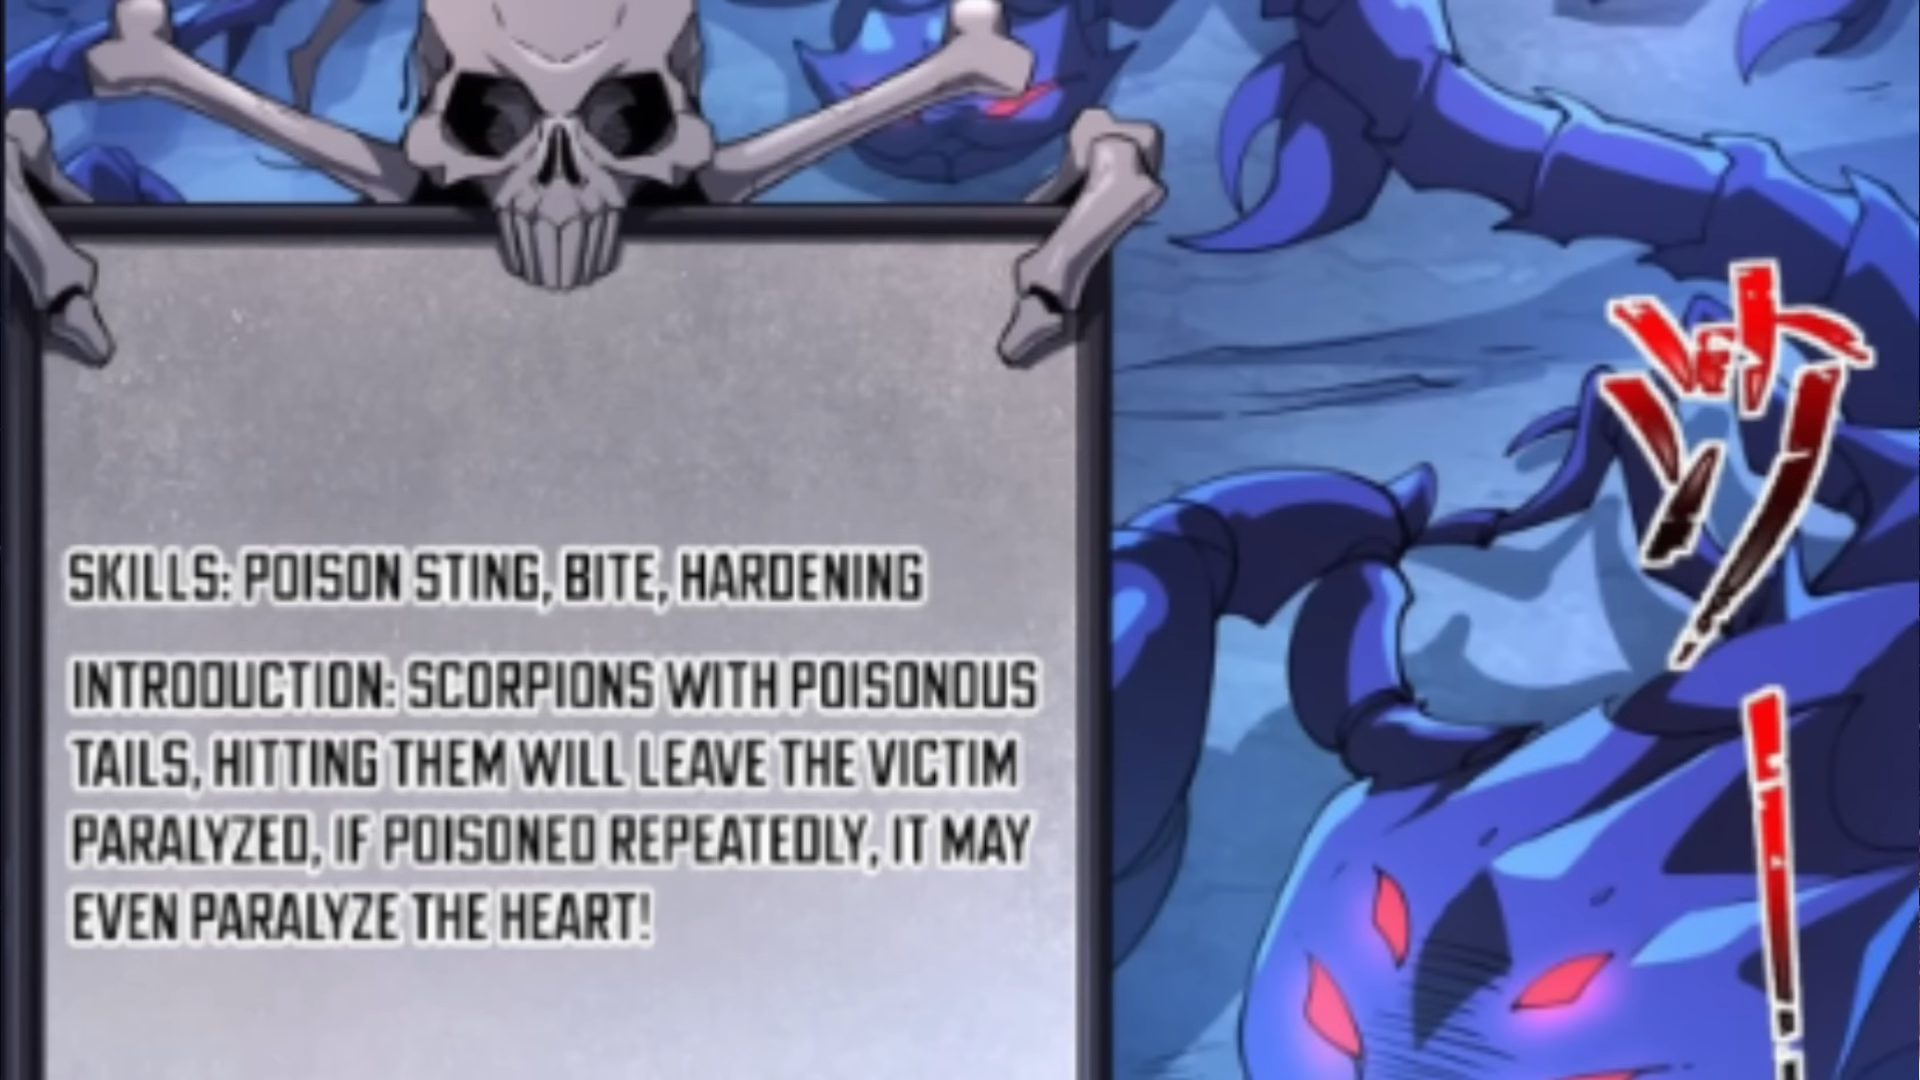 SKILLS: POISON STING, BITE, HARDENING
INTRODUCTION: SCORPIONS WITH POISONOUS
TAILS, HITTING THEM WILL LEAVE THE VICTIM
PARALYZED, IF POISONED REPEATEDLY, IT MAY
EVEN PARALYZE THE HEART!